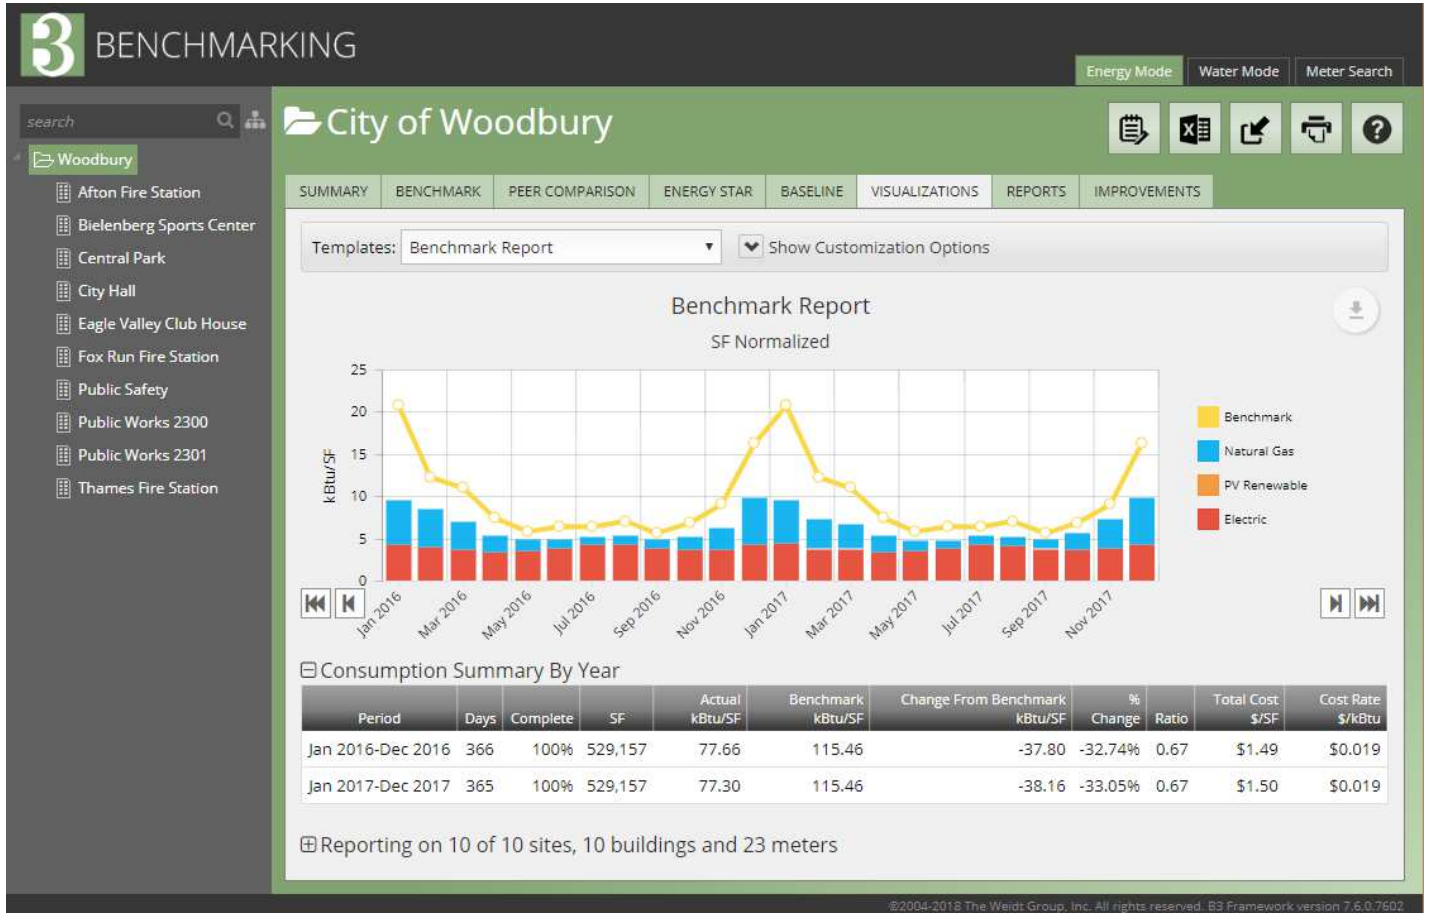 B3 BENCHMARKING
Energy Mode Water Mode Meter Search
search
City of Woodbury
Woodbury
Afton Fire Station
Bielenberg Sports Center
Central Park
City Hall
Eagle Valley Club House
Fox Run Fire Station
Public Safety
Public Works 2300
Public Works 2301
Thames Fire Station
SUMMARY BENCHMARK PEER COMPARISON ENERGY STAR BASELINE VISUALIZATIONS REPORTS IMPROVEMENTS
Templates: Benchmark Report Show Customization Options
Benchmark Report
SF Normalized
kBtu/SF
25
20
15
10
5
0
Jan 2016 Mar 2016 May 2016 Jul 2016 Sep 2016 Nov 2016 Jan 2017 Mar 2017 May 2017 Jul 2017 Sep 2017 Nov 2017
Benchmark
Natural Gas
PV Renewable
Electric
Consumption Summary By Year
Period Days Complete SF Actual kBtu/SF Benchmark kBtu/SF Change From Benchmark kBtu/SF % Change Ratio Total Cost $/SF Cost Rate $/kBtu
Jan 2016-Dec 2016 366 100% 529,157 77.66 115.46 -37.80 -32.74% 0.67 $1.49 $0.019
Jan 2017-Dec 2017 365 100% 529,157 77.30 115.46 -38.16 -33.05% 0.67 $1.50 $0.019
Reporting on 10 of 10 sites, 10 buildings and 23 meters
©2004-2018 The Weidt Group, Inc. All rights reserved. B3 Framework version 7.6.0.7602